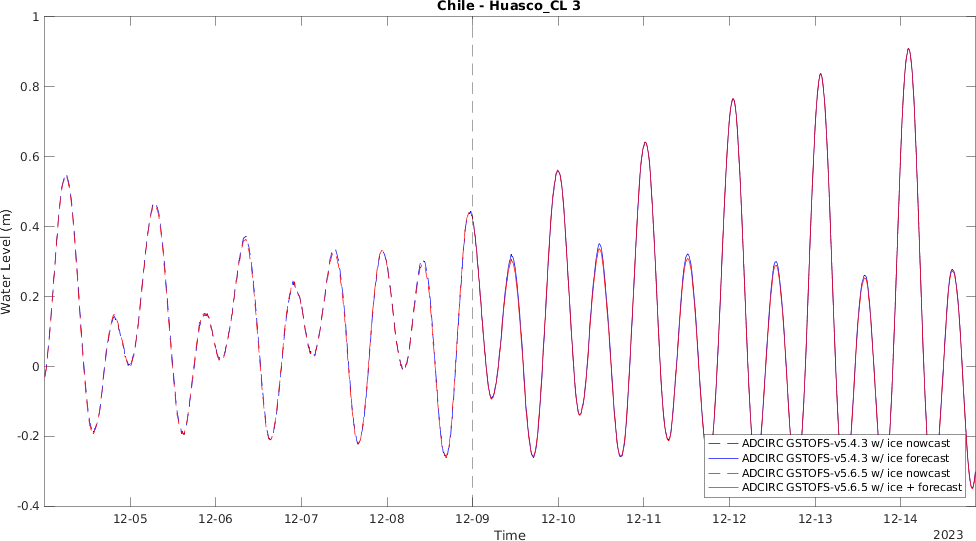 Chile - Huasco_CL 3
1
0.8
0.6
0.4
0.2
0
-0.2
-0.4
Water Level (m)
12-05 12-06 12-07 12-08 12-09 12-10 12-11 12-12 12-13 12-14
Time
2023
ADCIRC GSTOFS-v5.4.3 w/ ice nowcast
ADCIRC GSTOFS-v5.4.3 w/ ice forecast
ADCIRC GSTOFS-v5.6.5 w/ ice nowcast
ADCIRC GSTOFS-v5.6.5 w/ ice + forecast